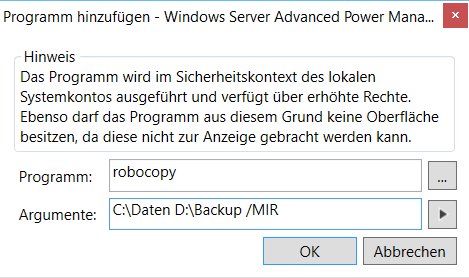 Programm hinzufügen - Windows Server Advanced Power Mana...
Hinweis
Das Programm wird im Sicherheitskontext des lokalen
Systemkontos ausgeführt und verfügt über erhöhte Rechte.
Ebenso darf das Programm aus diesem Grund keine Oberfläche
besitzen, da diese nicht zur Anzeige gebracht werden kann.
Programm: robocopy ...
Argumente: C:\Daten D:\Backup /MIR
OK Abbrechen